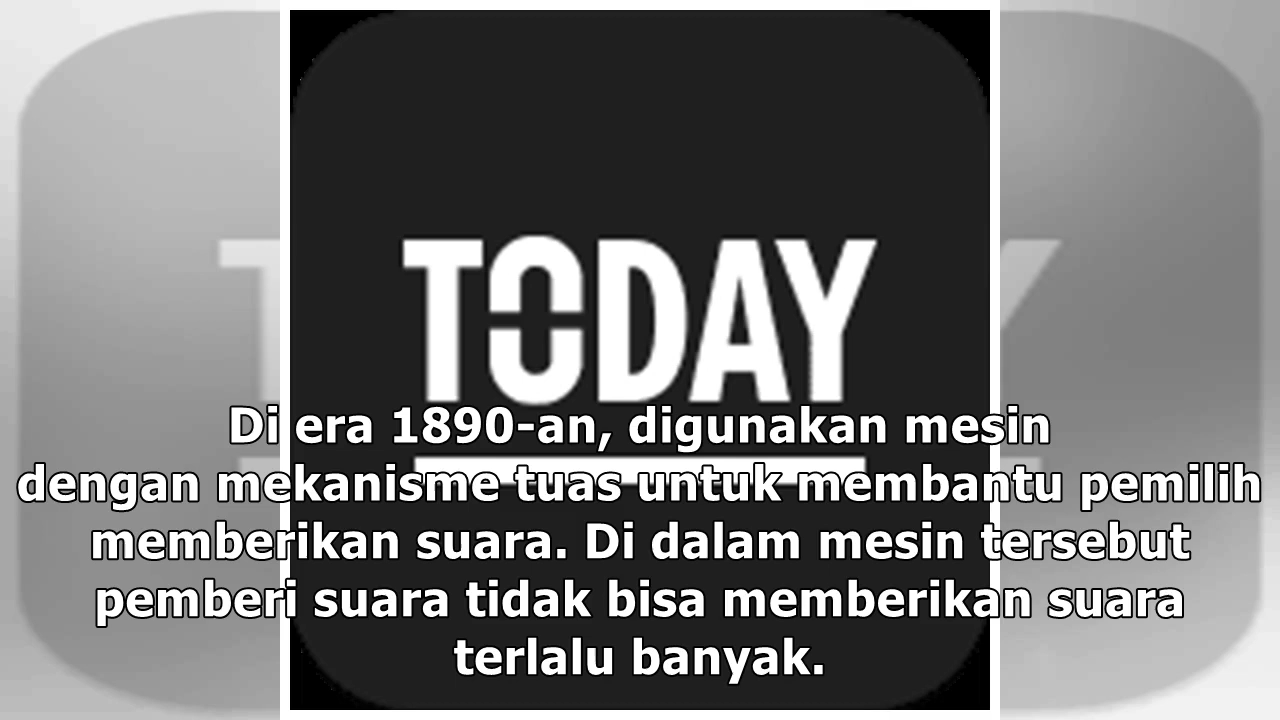 TODAY
Di era 1890-an, digunakan mesin
dengan mekanisme tuas untuk membantu pemilih
memberikan suara. Di dalam mesin tersebut
pemberi suara tidak bisa memberikan suara
terlalu banyak.